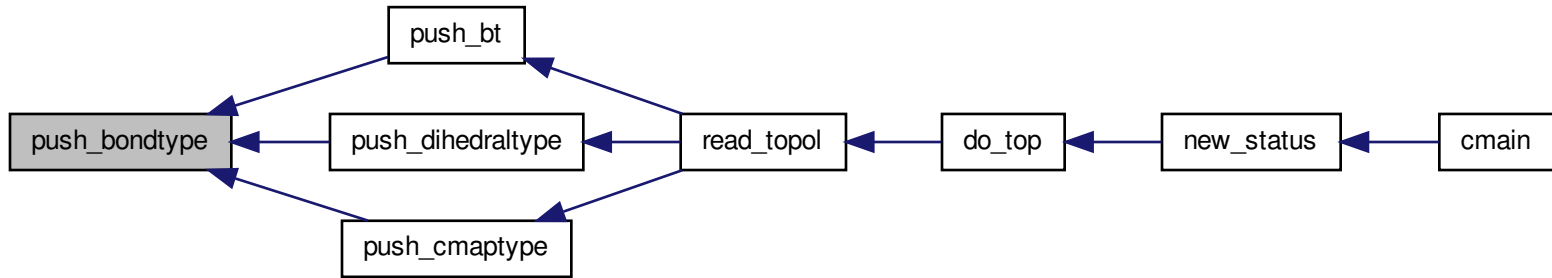 push_bt
push_bondtype
push_dihedraltype
read_topol
do_top
new_status
cmain
push_cmaptype